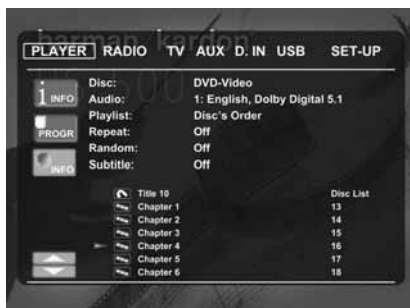 harman kardon
PLAYER RADIO TV AUX D. IN USB SET-UP
Disc: DVD-Video
i INFO Audio: 1: English, Dolby Digital 5.1
Playlist: Disc's Order
PROGR Repeat: Off
Random: Off
INFO Subtitle: Off
Title 10 Disc List
Chapter 1 13
Chapter 2 14
Chapter 3 15
Chapter 4 16
Chapter 5 17
Chapter 6 18